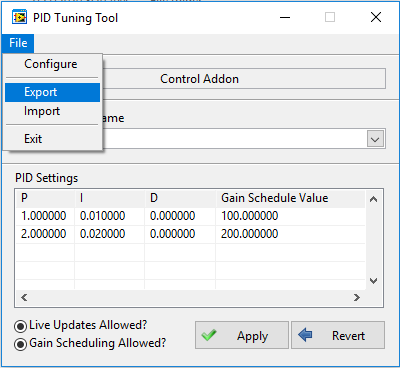 PID Tuning Tool
File
Configure
Export
Import
Exit
Control Addon
ame
PID Settings
P I D Gain Schedule Value
1.000000 0.010000 0.000000 100.000000
2.000000 0.020000 0.000000 200.000000
Live Updates Allowed?
Gain Scheduling Allowed?
Apply
Revert